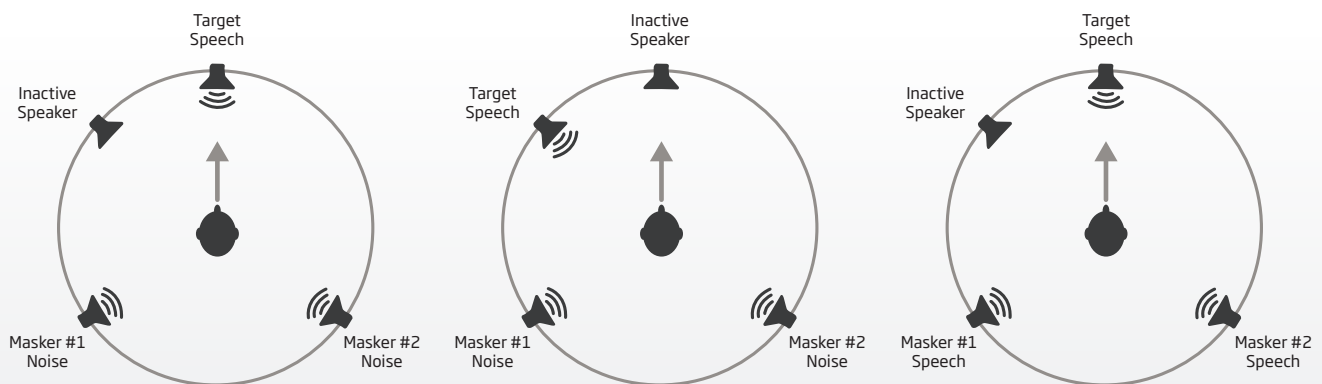 Target
Speech
Inactive
Speaker
Masker #1
Noise
Masker #2
Noise
Inactive
Speaker
Target
Speech
Masker #1
Noise
Masker #2
Noise
Target
Speech
Inactive
Speaker
Masker #1
Speech
Masker #2
Speech